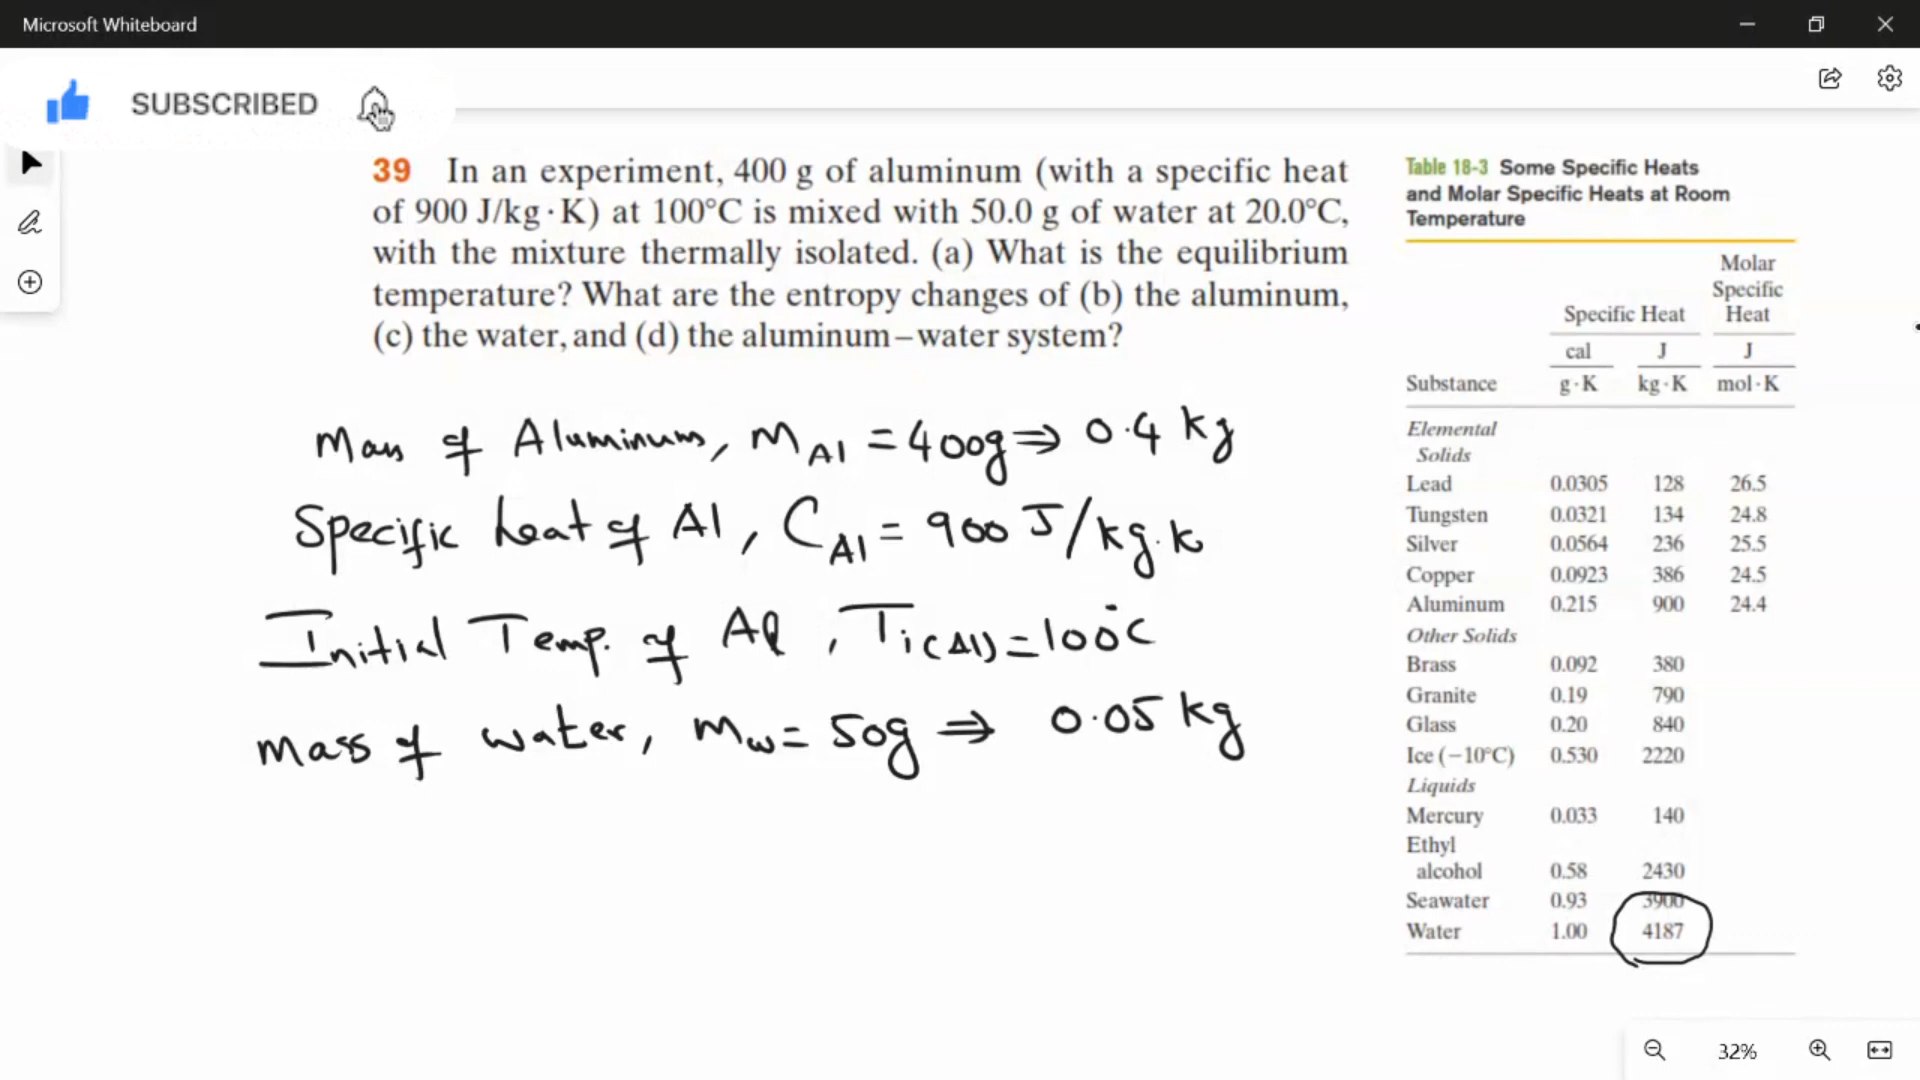 Microsoft Whiteboard
SUBSCRIBED
39 In an experiment, 400 g of aluminum (with a specific heat
of 900 J/kg·K) at 100°C is mixed with 50.0 g of water at 20.0°C,
with the mixture thermally isolated. (a) What is the equilibrium
temperature? What are the entropy changes of (b) the aluminum,
(c) the water, and (d) the aluminum–water system?
Mass of Aluminum, MAl = 400g ⇒ 0.4 kg
Specific heat of Al, CAl = 900 J/kg.k
Initial Temp. of Al, Ti(Al) = 100°C
mass of water, mw = 50g ⇒ 0.05 kg
Table 18-3 Some Specific Heats
and Molar Specific Heats at Room
Temperature
Molar
Specific
Specific Heat Heat
cal J J
Substance g·K kg·K mol·K
Elemental
Solids
Lead 0.0305 128 26.5
Tungsten 0.0321 134 24.8
Silver 0.0564 236 25.5
Copper 0.0923 386 24.5
Aluminum 0.215 900 24.4
Other Solids
Brass 0.092 380
Granite 0.19 790
Glass 0.20 840
Ice (−10°C) 0.530 2220
Liquids
Mercury 0.033 140
Ethyl
alcohol 0.58 2430
Seawater 0.93 3900
Water 1.00 4187
32%